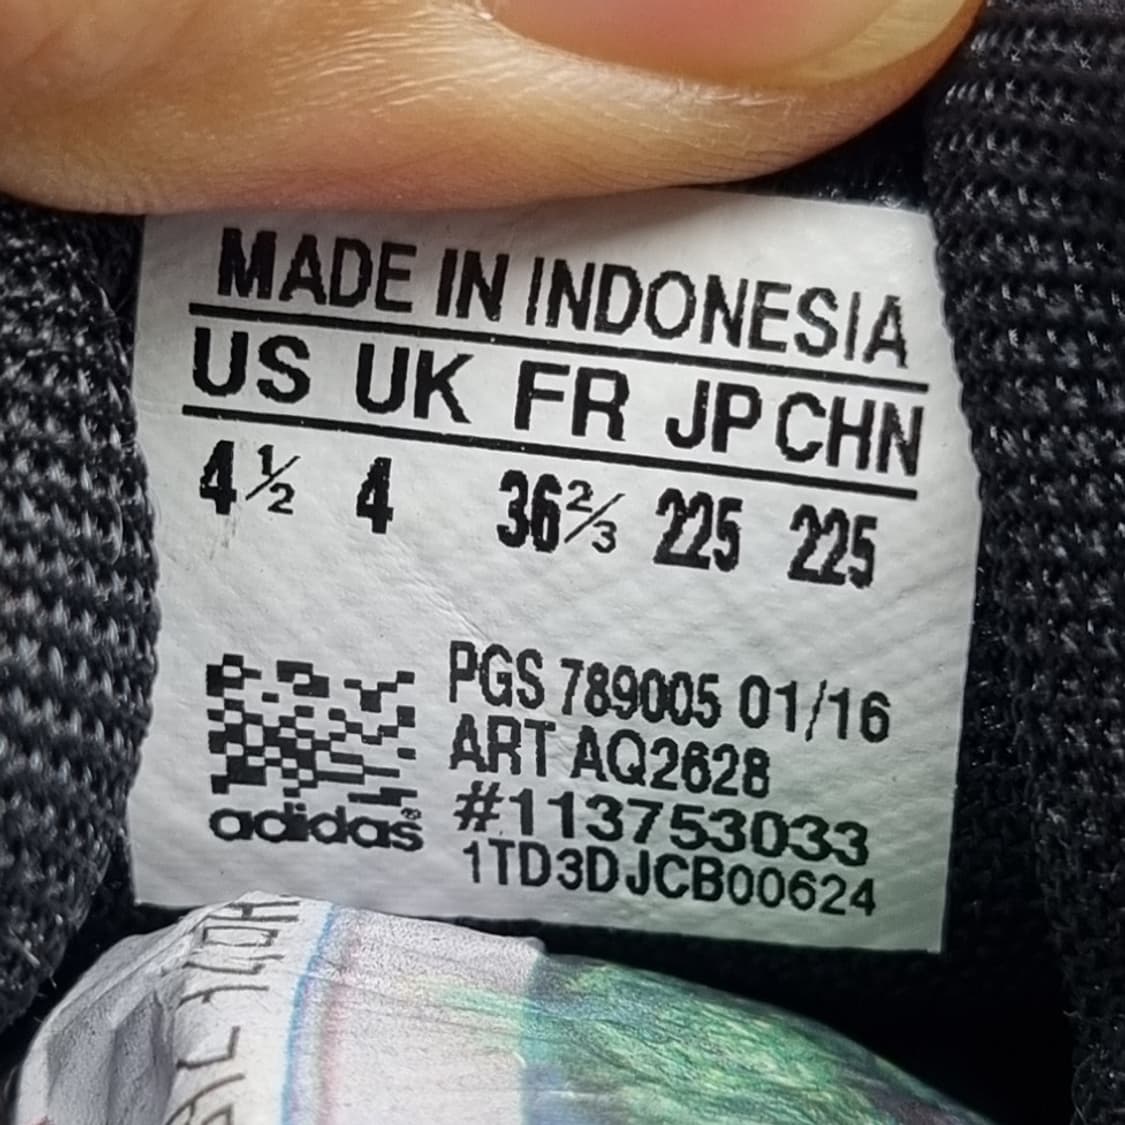 MADE IN INDONESIA
US UK FR JP CHN
4½ 4 36⅔ 225 225
PGS 789005 01/16
ART AQ2628
#113753033
1TD3DJCB00624
adidas®